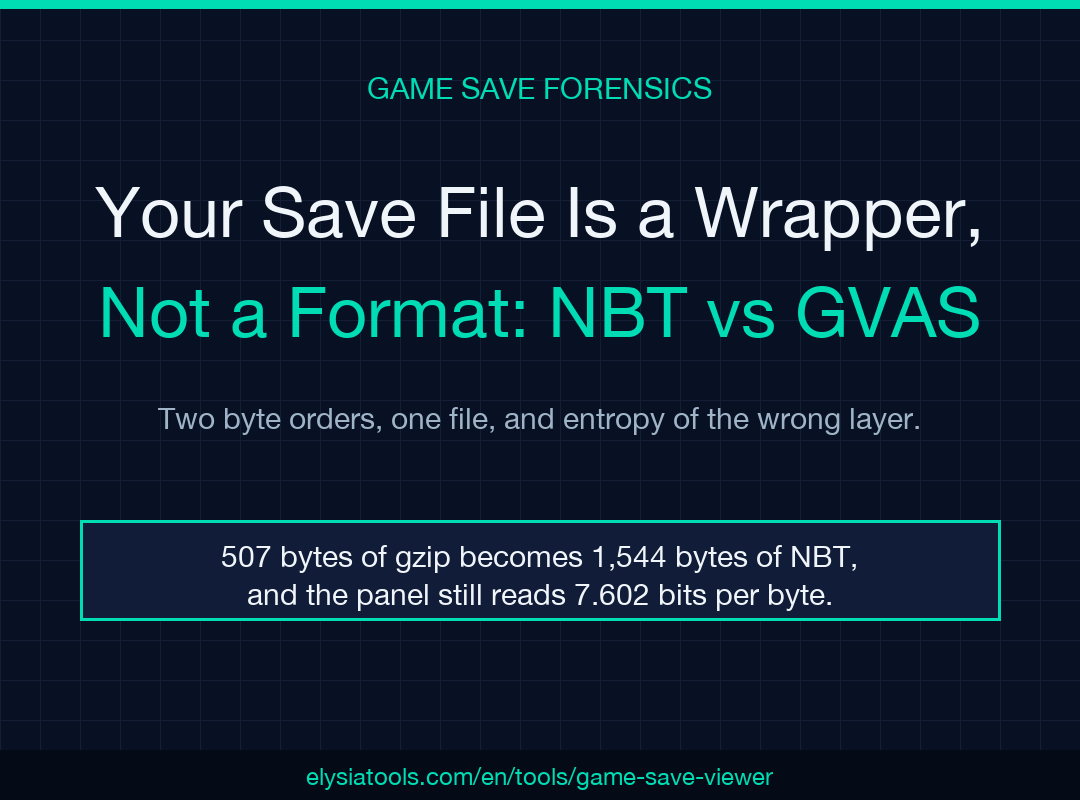 GAME SAVE FORENSICS
Your Save File Is a Wrapper,
Not a Format: NBT vs GVAS
Two byte orders, one file, and entropy of the wrong layer.
507 bytes of gzip becomes 1,544 bytes of NBT,
and the panel still reads 7.602 bits per byte.
elysiatools.com/en/tools/game-save-viewer